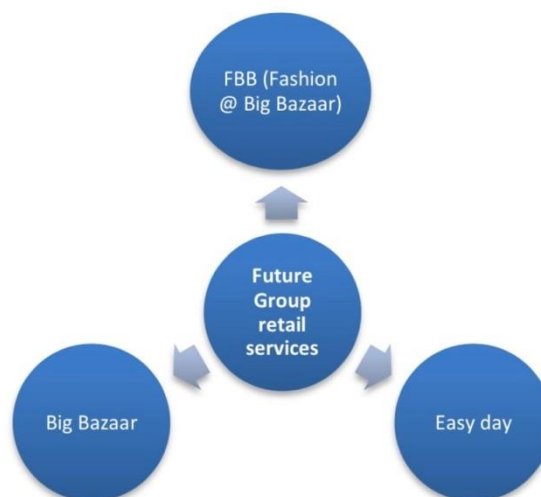 FBB (Fashion
@ Big Bazaar)
Future
Group
retail
services
Big Bazaar
Easy day